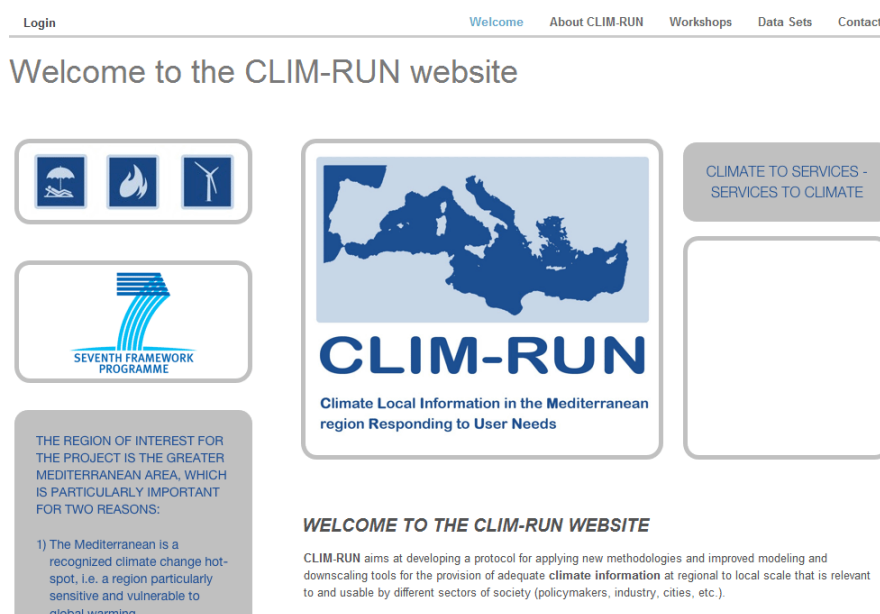 Login
Welcome About CLIM-RUN Workshops Data Sets Contact
Welcome to the CLIM-RUN website
SEVENTH FRAMEWORK
PROGRAMME
THE REGION OF INTEREST FOR
THE PROJECT IS THE GREATER
MEDITERRANEAN AREA, WHICH
IS PARTICULARLY IMPORTANT
FOR TWO REASONS:
1) The Mediterranean is a
recognized climate change hot-
spot, i.e. a region particularly
sensitive and vulnerable to
global warming
CLIM-RUN
Climate Local Information in the Mediterranean
region Responding to User Needs
WELCOME TO THE CLIM-RUN WEBSITE
CLIM-RUN aims at developing a protocol for applying new methodologies and improved modeling and
downscaling tools for the provision of adequate climate information at regional to local scale that is relevant
to and usable by different sectors of society (policymakers, industry, cities, etc.).
CLIMATE TO SERVICES -
SERVICES TO CLIMATE